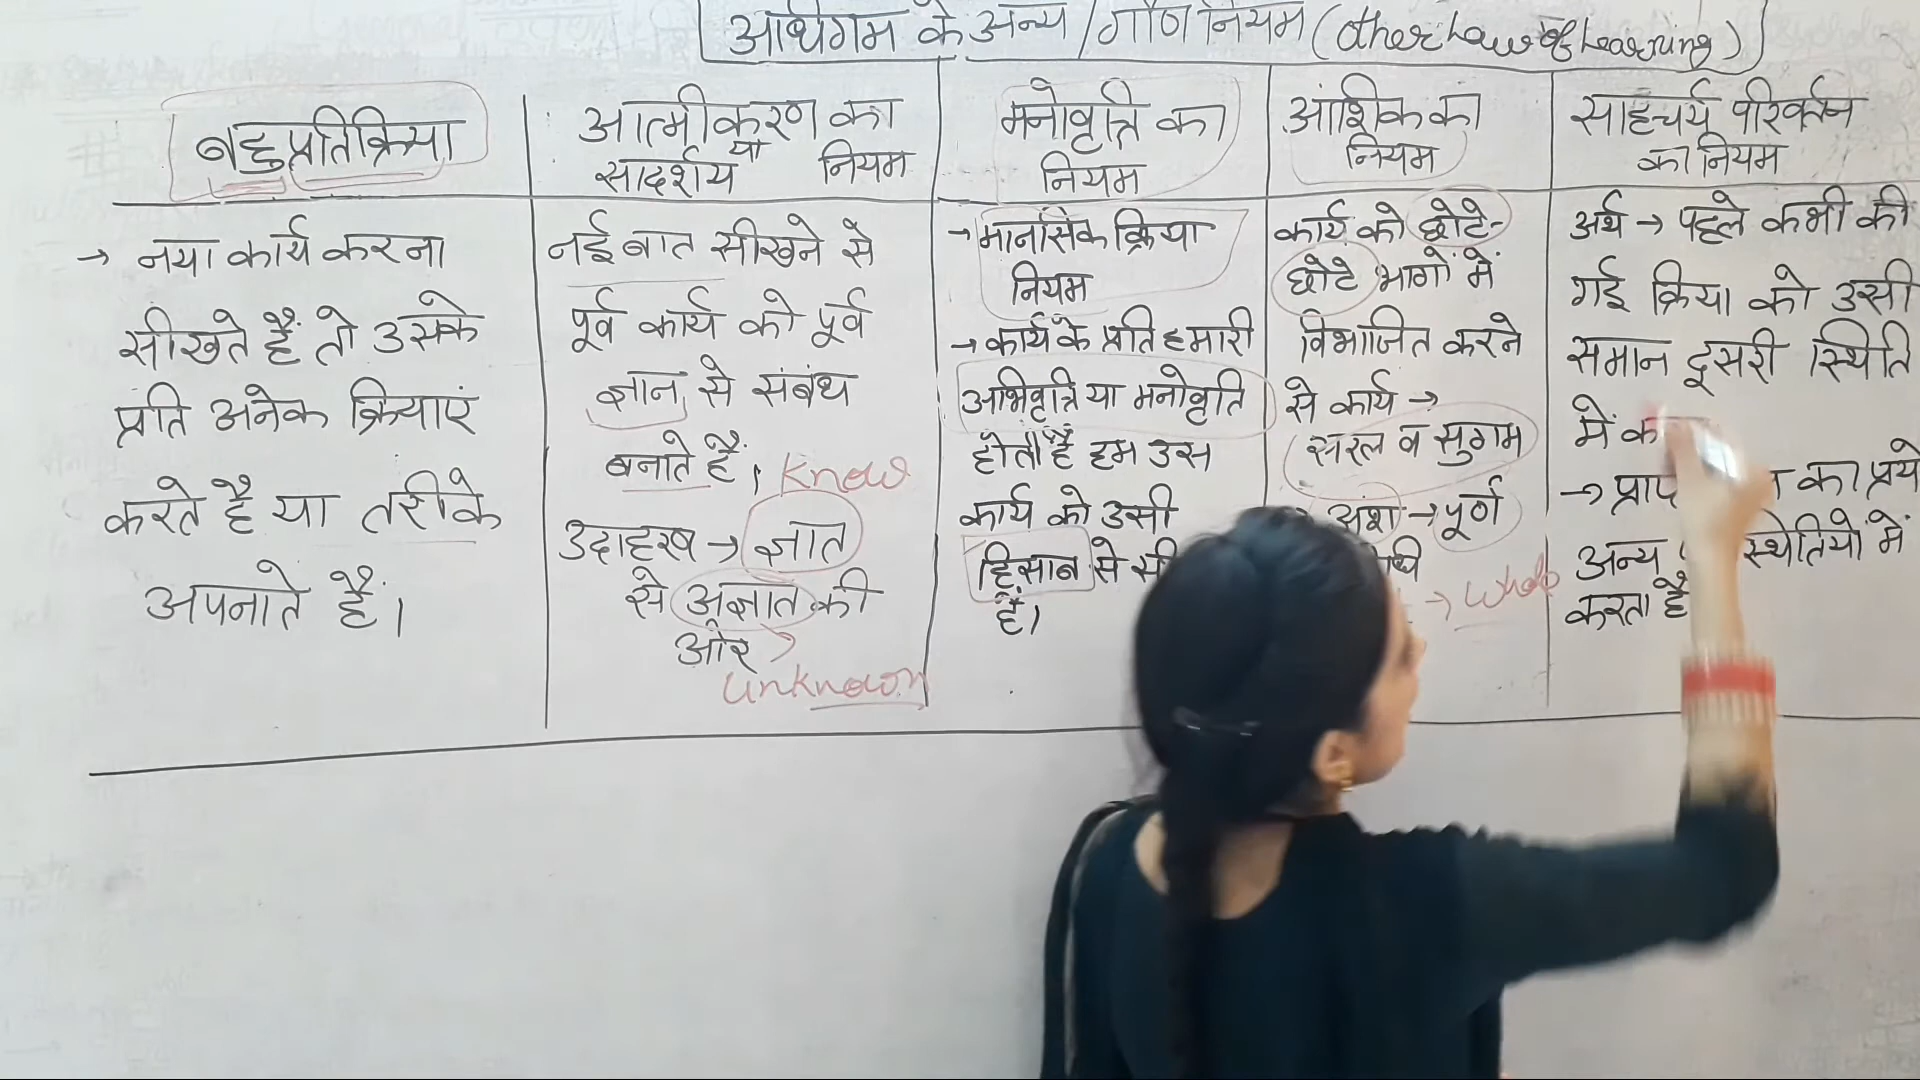 अधिगम के अन्य/गौण नियम (Other Laws of Learning)
बहुप्रतिक्रिया
→ नया कार्य करना
सीखते हैं तो उसके
प्रति अनेक क्रियाएं
करते है या तरीके
अपनाते हैं।
आत्मीकरण का
या
सादर्शय नियम
नई बात सीखने से
पूर्व कार्य को पूर्व
ज्ञान से संबंध
बनाते हैं। Know
उदाहरण → ज्ञात
से अज्ञात की
ओर
unknown
मनोवृत्ति का
नियम
→ मानसिक क्रिया
नियम
→ कार्य के प्रति हमारी
अभिवृत्ति या मनोवृत्ति
होती हैं हम उस
कार्य को उसी
हिसाब से
हैं।
आंशिक का
नियम
कार्य को छोटे-
छोटे भागों में
विभाजित करने
से कार्य →
सरल व सुगम
अंश → पूर्ण
→ whole
साहचर्य परिवर्तन
का नियम
अर्थ → पहले कभी की
गई क्रिया को उसी
समान दूसरी स्थिति
में
→ का
अन्य में
करता है